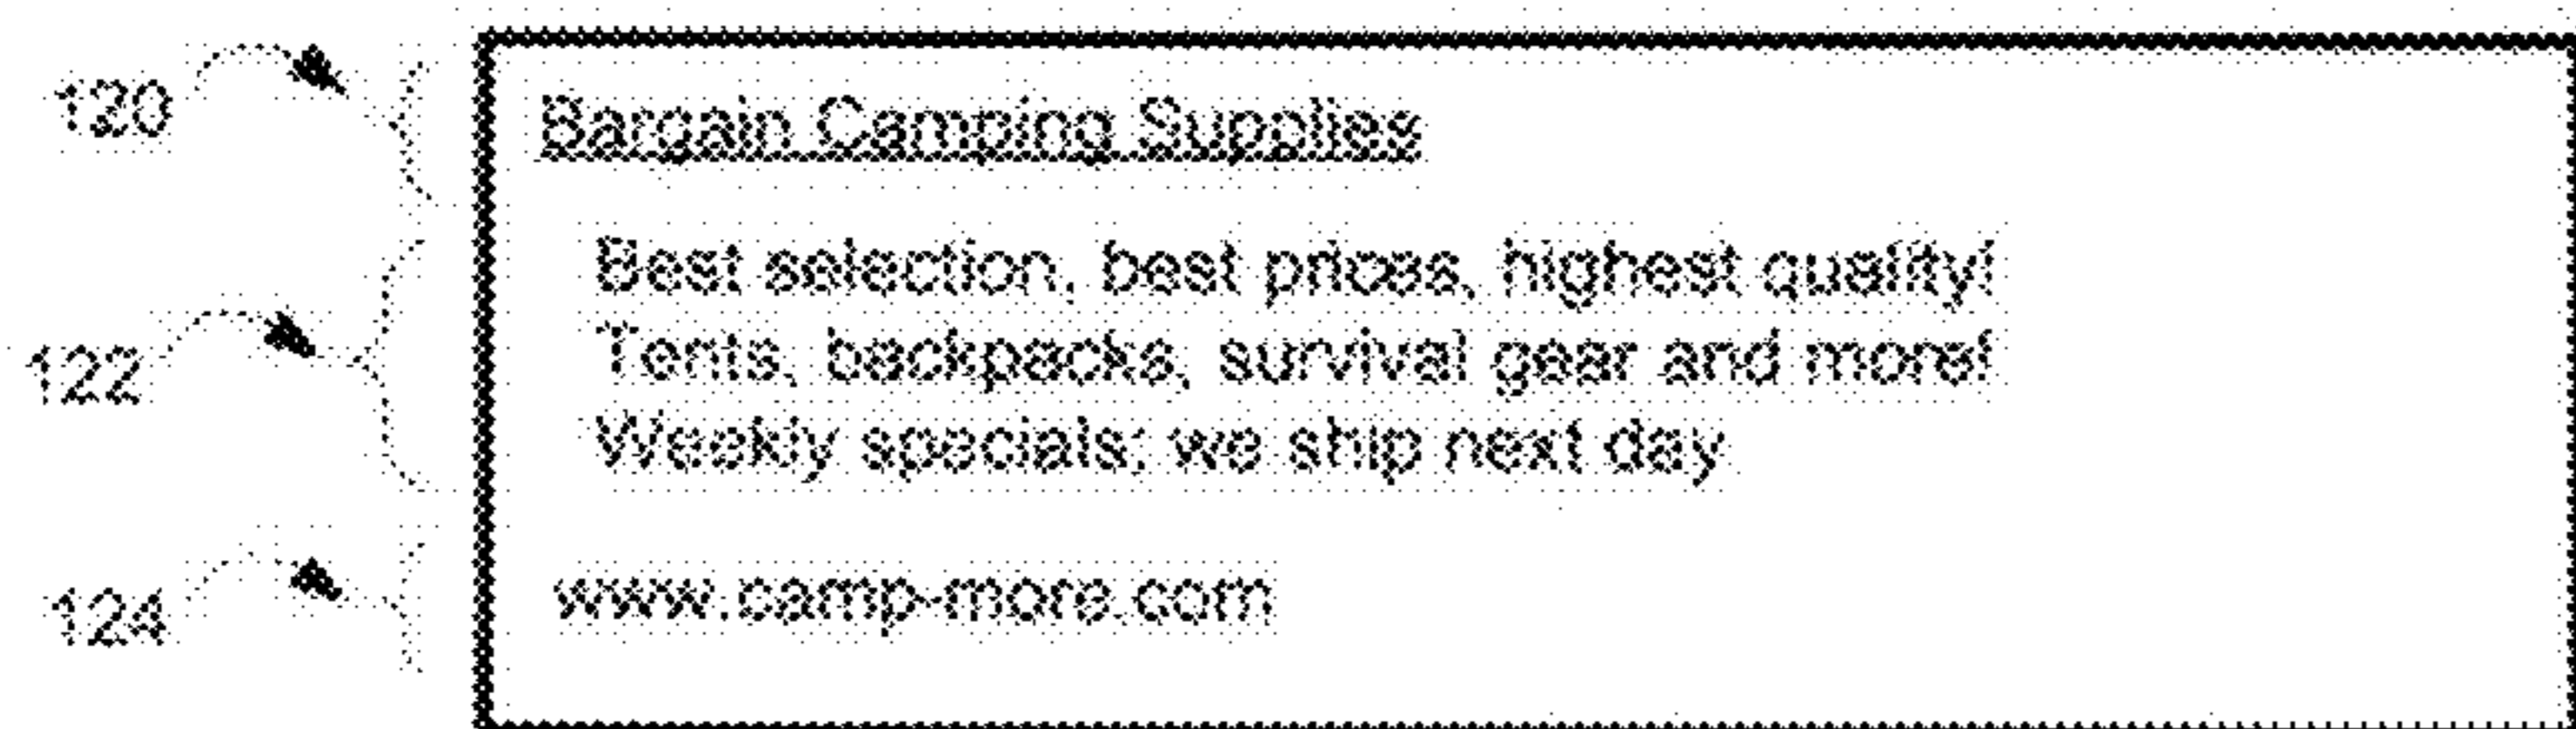 120
Bargain Camping Supplies
Best selection, best prices, highest quality!
122
Tents, backpacks, survival gear and more!
Weekly specials; we ship next day
124
www.camp-more.com